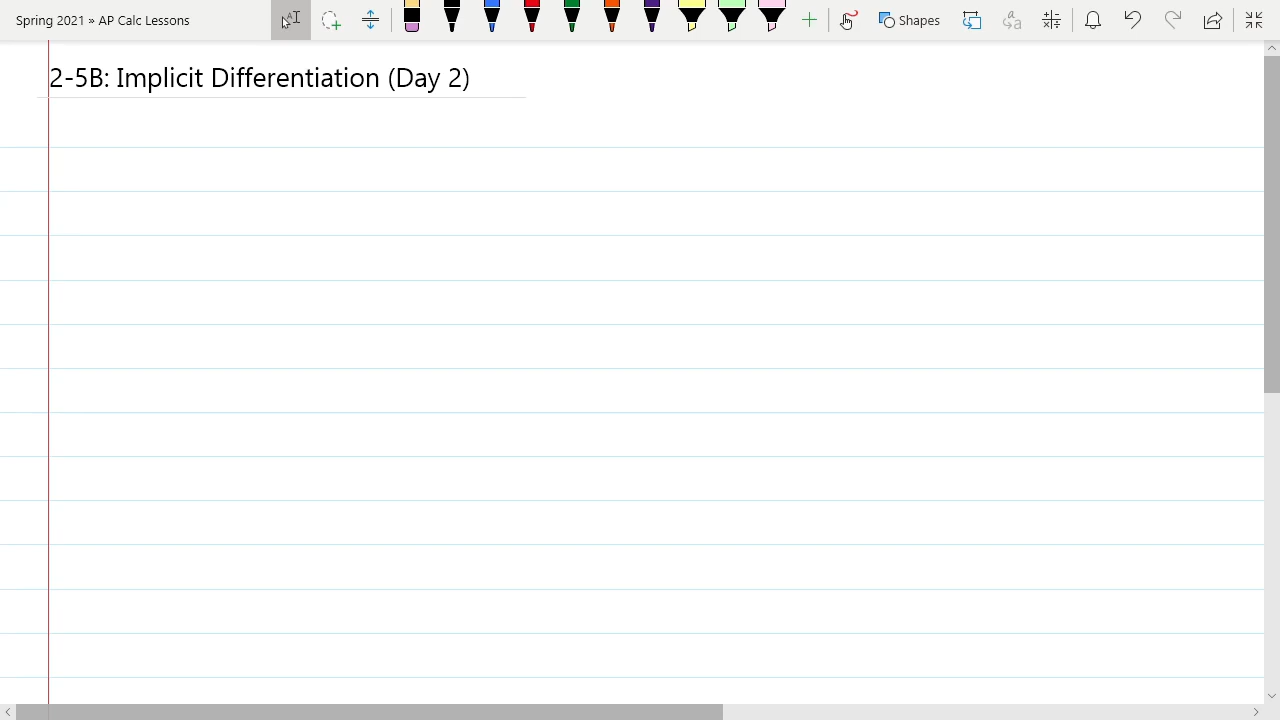 Spring 2021 » AP Calc Lessons
Shapes
2-5B: Implicit Differentiation (Day 2)